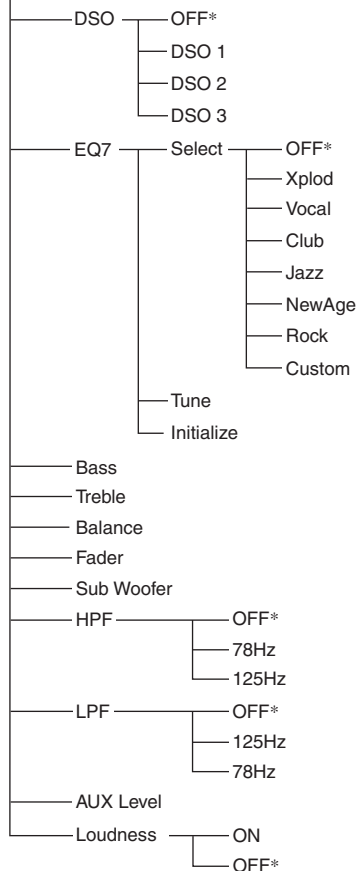 DSO OFF*
DSO 1
DSO 2
DSO 3
EQ7 Select OFF*
Xplod
Vocal
Club
Jazz
NewAge
Rock
Custom
Tune
Initialize
Bass
Treble
Balance
Fader
Sub Woofer
HPF OFF*
78Hz
125Hz
LPF OFF*
125Hz
78Hz
AUX Level
Loudness ON
OFF*